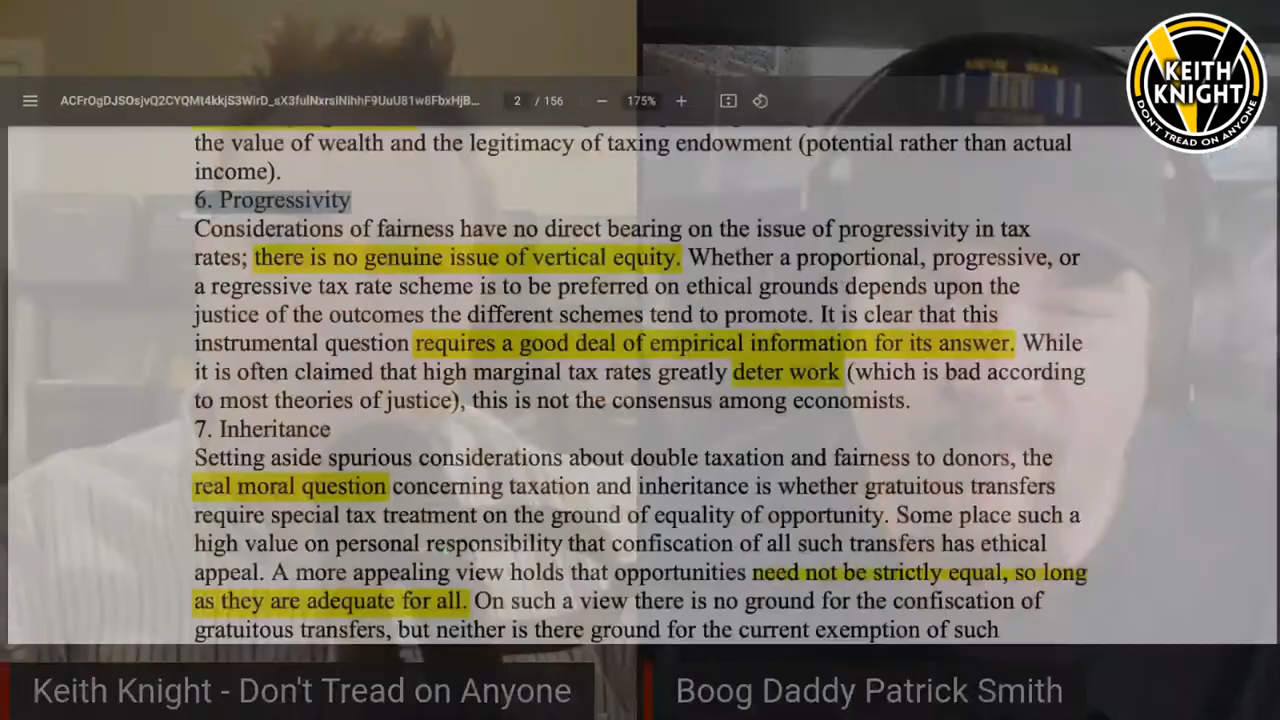 KEITH
KNIGHT
DON'T TREAD ON ANYONE
2 / 156
175%
the value of wealth and the legitimacy of taxing endowment (potential rather than actual
income).
6. Progressivity
Considerations of fairness have no direct bearing on the issue of progressivity in tax
rates; there is no genuine issue of vertical equity. Whether a proportional, progressive, or
a regressive tax rate scheme is to be preferred on ethical grounds depends upon the
justice of the outcomes the different schemes tend to promote. It is clear that this
instrumental question requires a good deal of empirical information for its answer. While
it is often claimed that high marginal tax rates greatly deter work (which is bad according
to most theories of justice), this is not the consensus among economists.
7. Inheritance
Setting aside spurious considerations about double taxation and fairness to donors, the
real moral question concerning taxation and inheritance is whether gratuitous transfers
require special tax treatment on the ground of equality of opportunity. Some place such a
high value on personal responsibility that confiscation of all such transfers has ethical
appeal. A more appealing view holds that opportunities need not be strictly equal, so long
as they are adequate for all. On such a view there is no ground for the confiscation of
gratuitous transfers, but neither is there ground for the current exemption of such
Keith Knight - Don't Tread on Anyone
Boog Daddy Patrick Smith